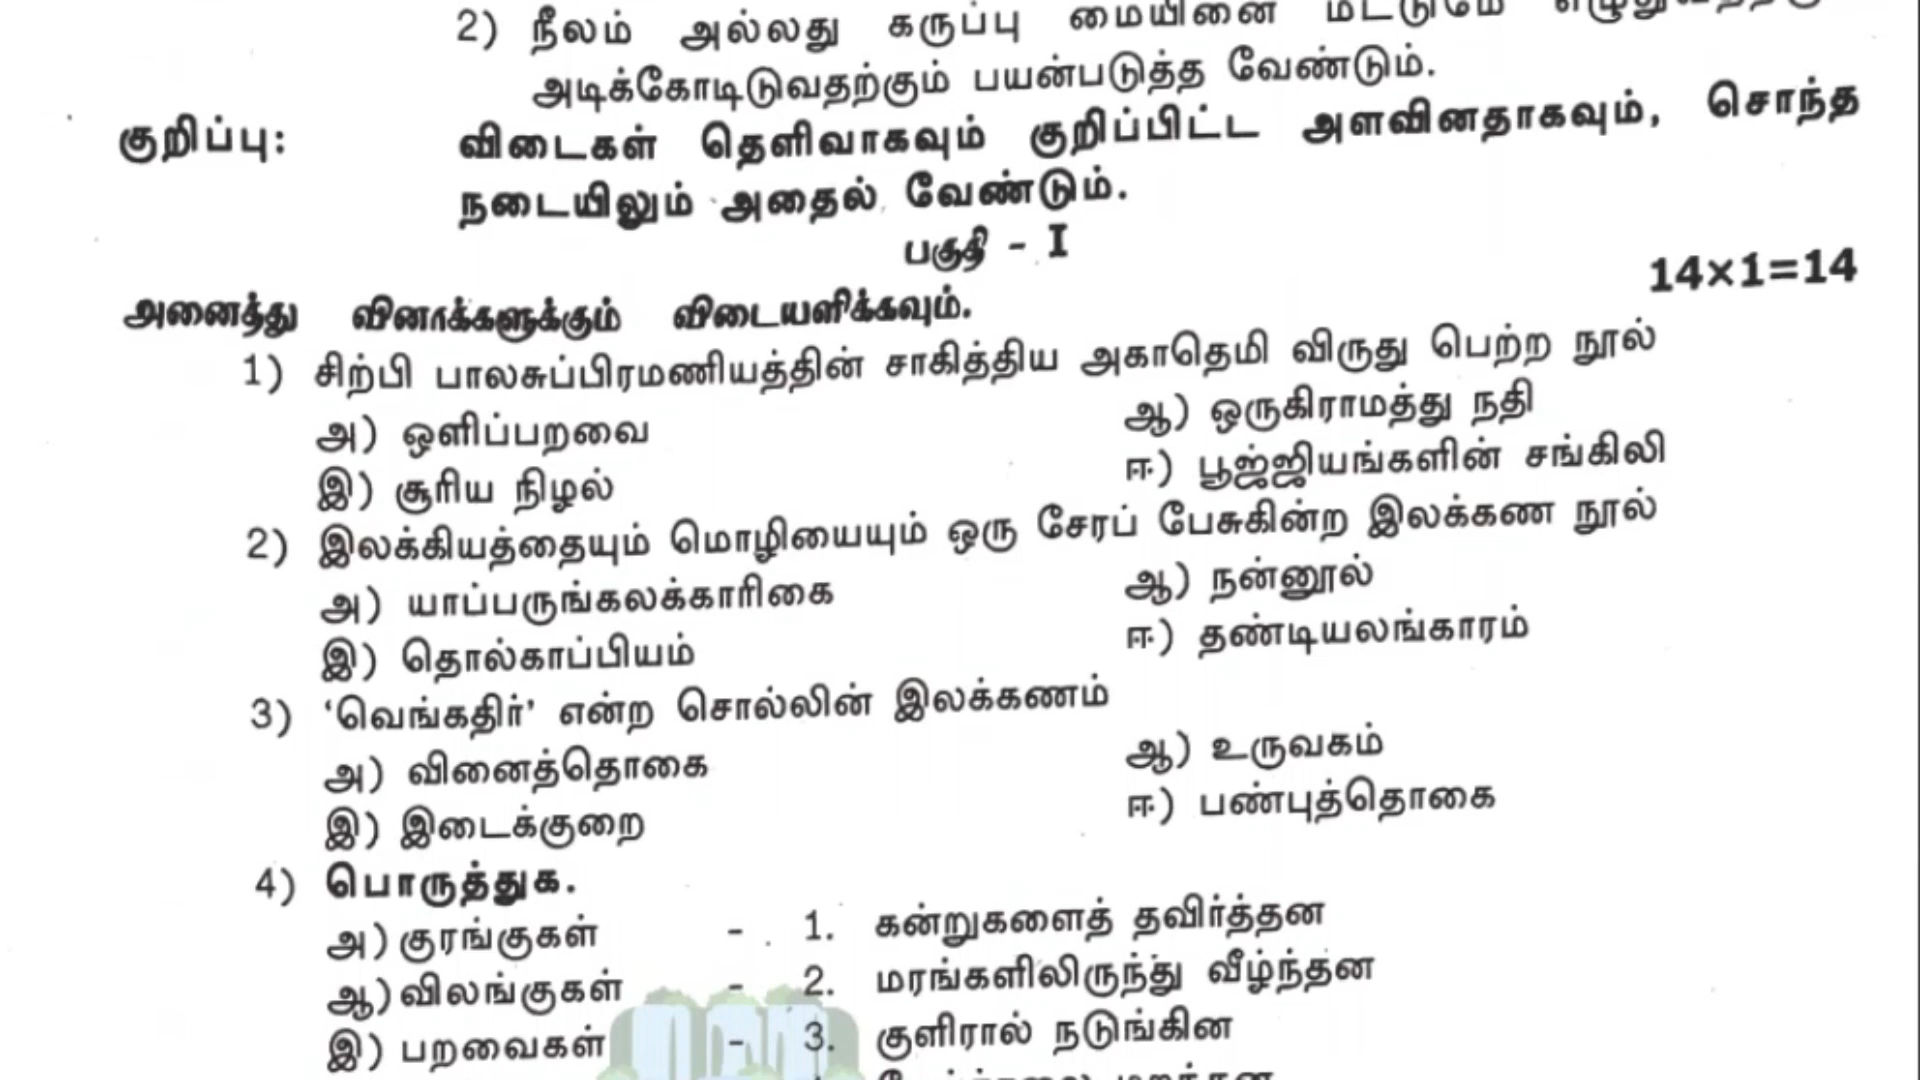 2) நீலம் அல்லது கருப்பு மையினை மட்டுமே
அடிக்கோடிடுவதற்கும் பயன்படுத்த வேண்டும்.
குறிப்பு: விடைகள் தெளிவாகவும் குறிப்பிட்ட அளவினதாகவும், சொந்த
நடையிலும் அதைல் வேண்டும்.
பகுதி - I
அனைத்து வினாக்களுக்கும் விடையளிக்கவும். 14×1=14
1) சிற்பி பாலசுப்பிரமணியத்தின் சாகித்திய அகாதெமி விருது பெற்ற நூல்
அ) ஒளிப்பறவை ஆ) ஒருகிராமத்து நதி
இ) சூரிய நிழல் ஈ) பூஜ்ஜியங்களின் சங்கிலி
2) இலக்கியத்தையும் மொழியையும் ஒரு சேரப் பேசுகின்ற இலக்கண நூல்
அ) யாப்பருங்கலக்காரிகை ஆ) நன்னூல்
இ) தொல்காப்பியம் ஈ) தண்டியலங்காரம்
3) ‘வெங்கதிர்’ என்ற சொல்லின் இலக்கணம்
அ) வினைத்தொகை ஆ) உருவகம்
இ) இடைக்குறை ஈ) பண்புத்தொகை
4) பொருத்துக.
அ) குரங்குகள் - 1. கன்றுகளைத் தவிர்த்தன
ஆ) விலங்குகள் - 2. மரங்களிலிருந்து வீழ்ந்தன
இ) பறவைகள் - 3. குளிரால் நடுங்கின